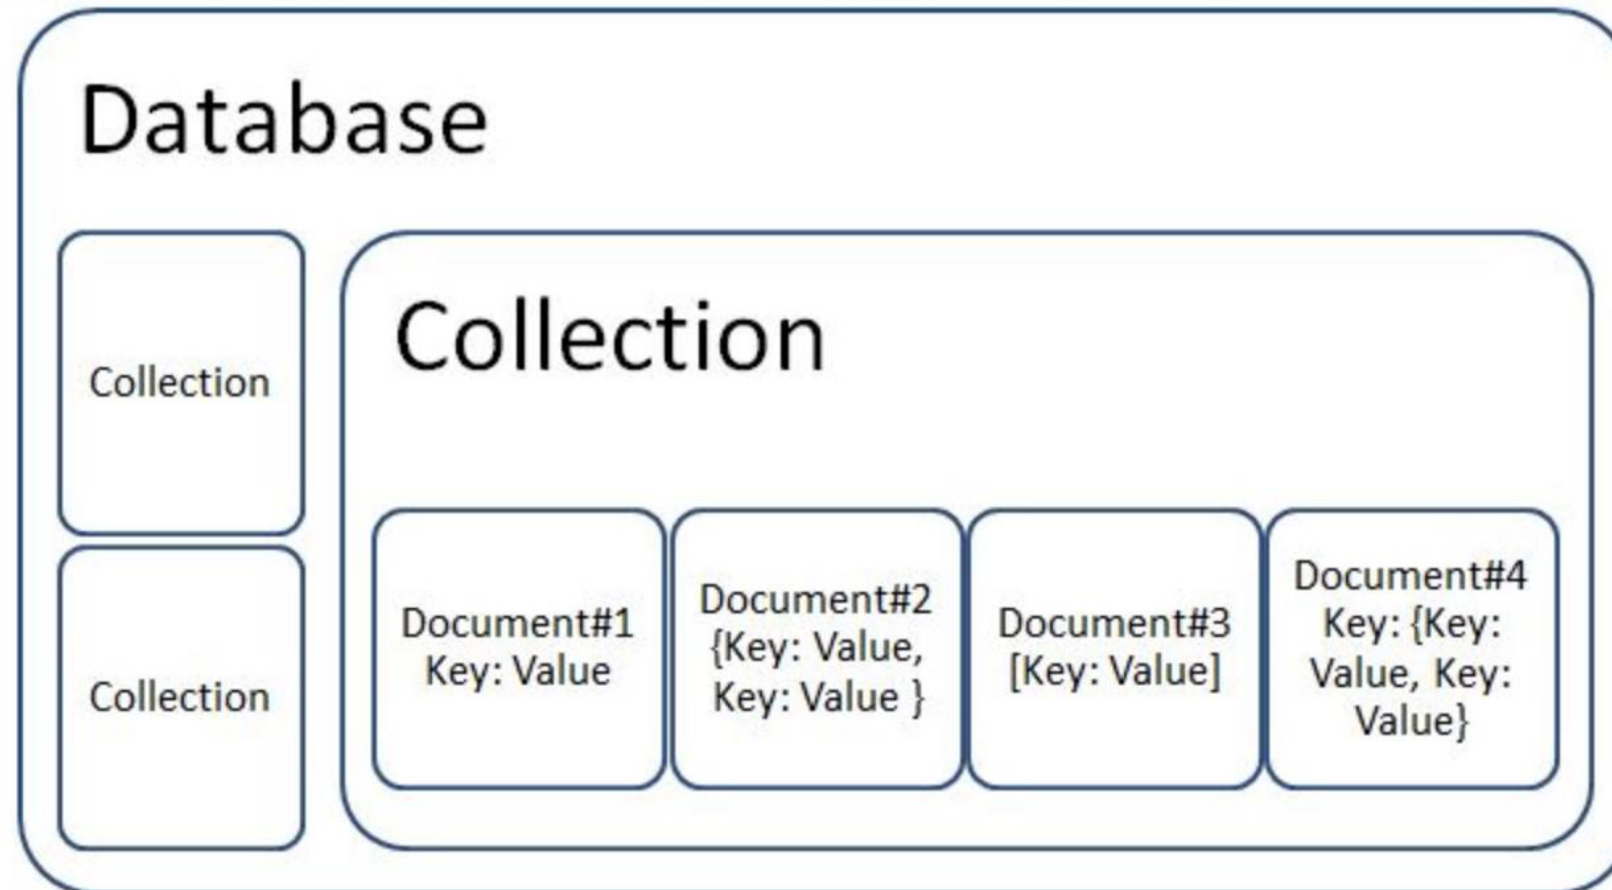 Database
Collection
Collection
Collection
Document#1
Key: Value
Document#2
{Key: Value,
Key: Value }
Document#3
[Key: Value]
Document#4
Key: {Key:
Value, Key:
Value}